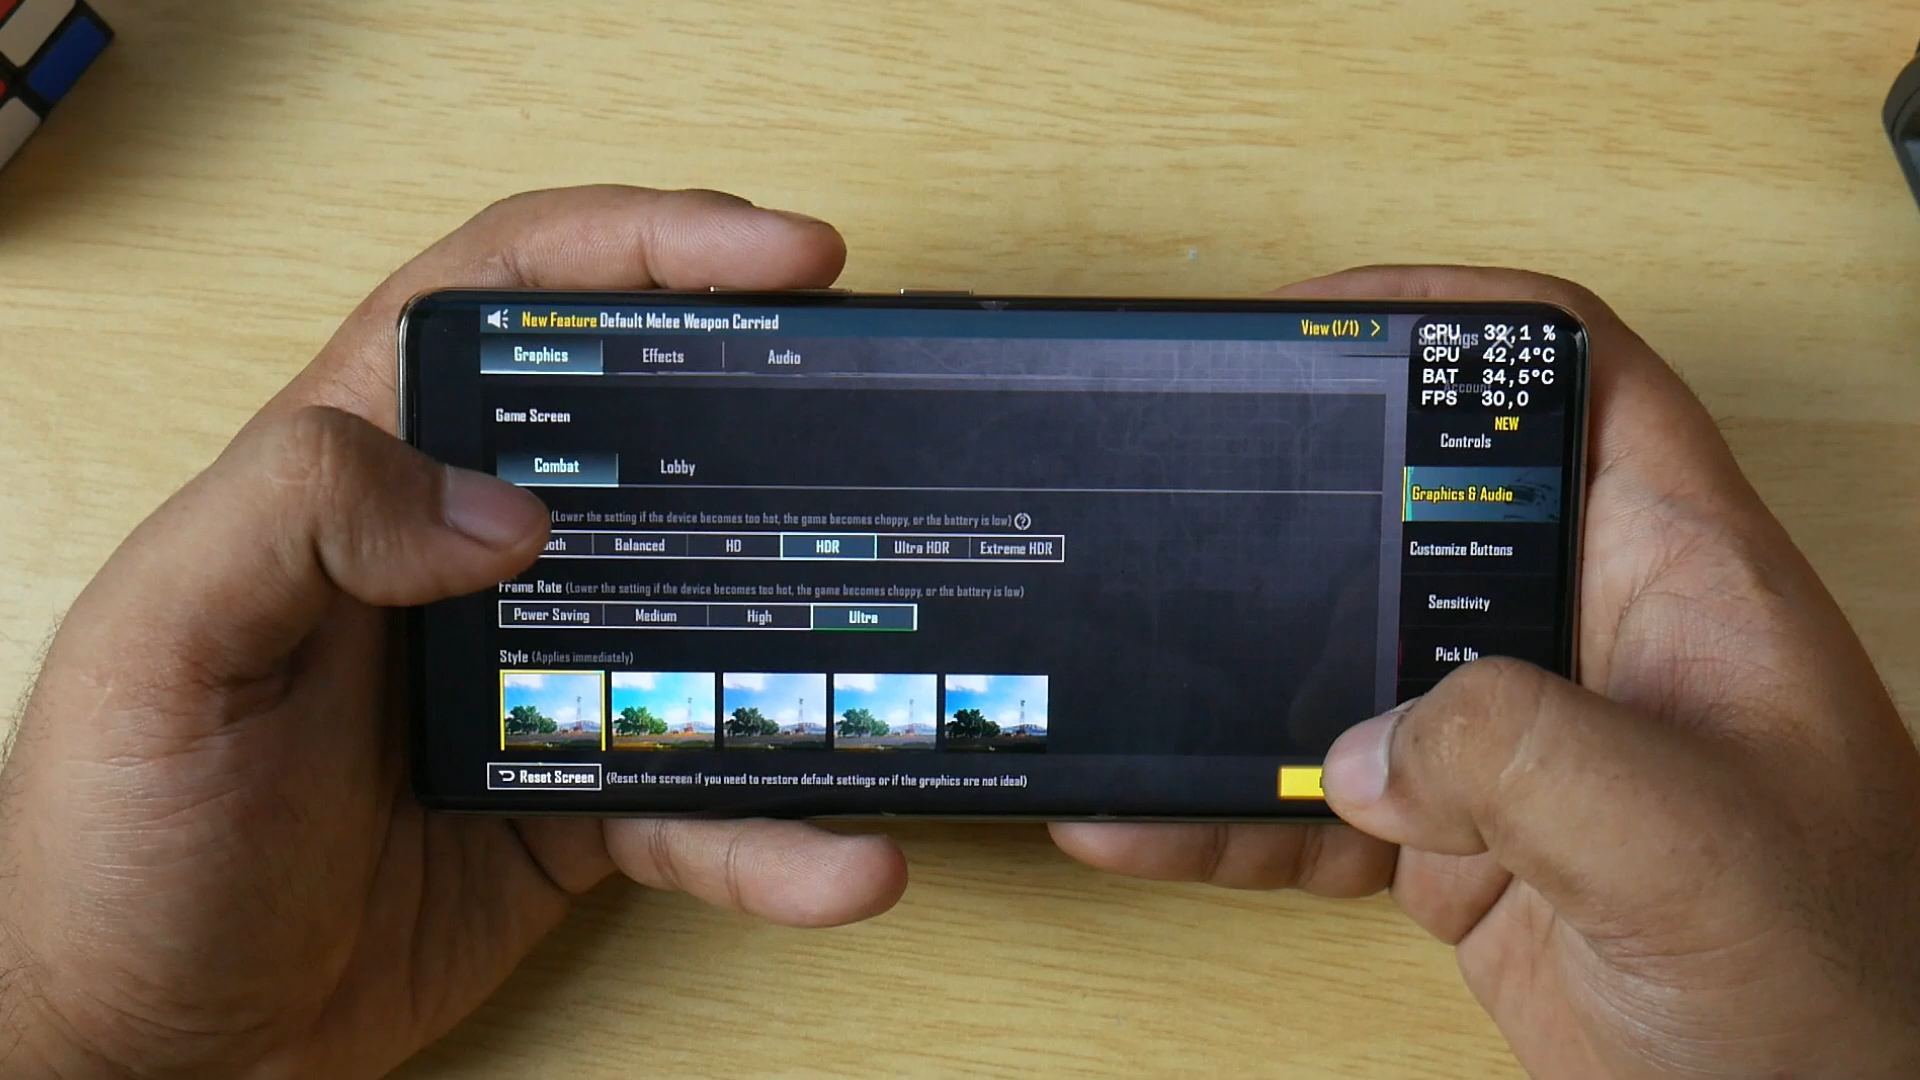 New Feature Default Melee Weapon Carried
View (1/1)
Graphics
Effects
Audio
Settings
CPU 32,1 %
CPU 42,4°C
BAT 34,5°C
FPS 30,0
Account
NEW
Controls
Graphics & Audio
Customize Buttons
Sensitivity
Pick Up
Game Screen
Combat
Lobby
(Lower the setting if the device becomes too hot, the game becomes choppy, or the battery is low) ?
Balanced
HD
HDR
Ultra HDR
Extreme HDR
Frame Rate (Lower the setting if the device becomes too hot, the game becomes choppy, or the battery is low)
Power Saving
Medium
High
Ultra
Style (Applies immediately)
Reset Screen
(Reset the screen if you need to restore default settings or if the graphics are not ideal)